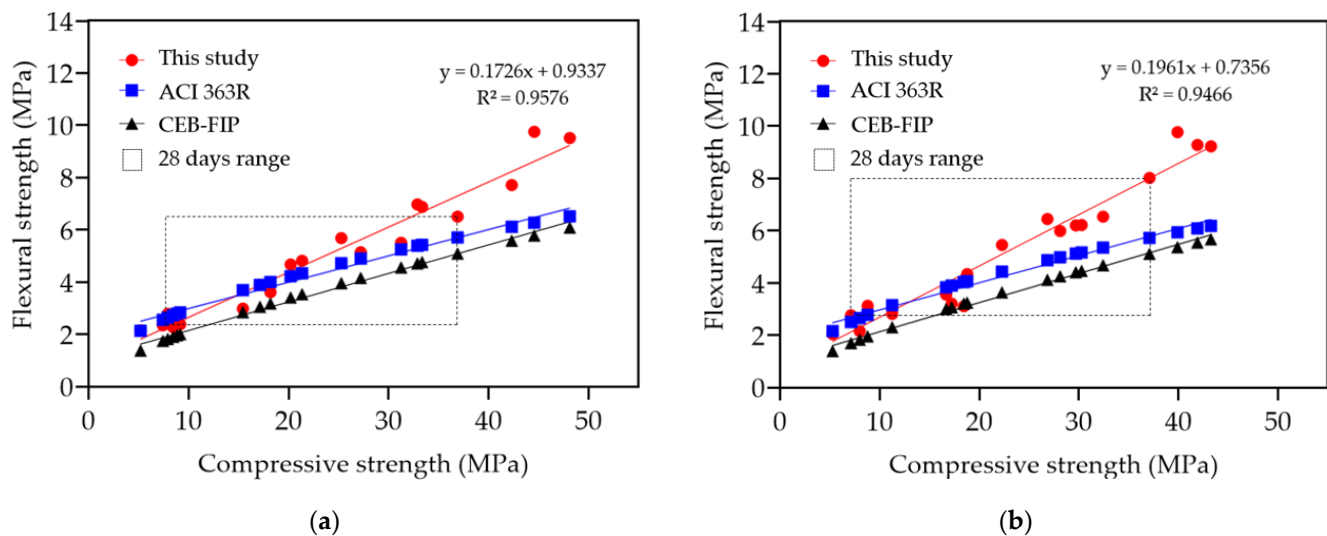 14
12
10
8
6
4
2
0
Flexural strength (MPa)
This study
ACI 363R
CEB-FIP
28 days range
y = 0.1726x + 0.9337
R² = 0.9576
0 10 20 30 40 50
Compressive strength (MPa)
(a)
14
12
10
8
6
4
2
0
Flexural strength (MPa)
This study
ACI 363R
CEB-FIP
28 days range
y = 0.1961x + 0.7356
R² = 0.9466
0 10 20 30 40 50
Compressive strength (MPa)
(b)